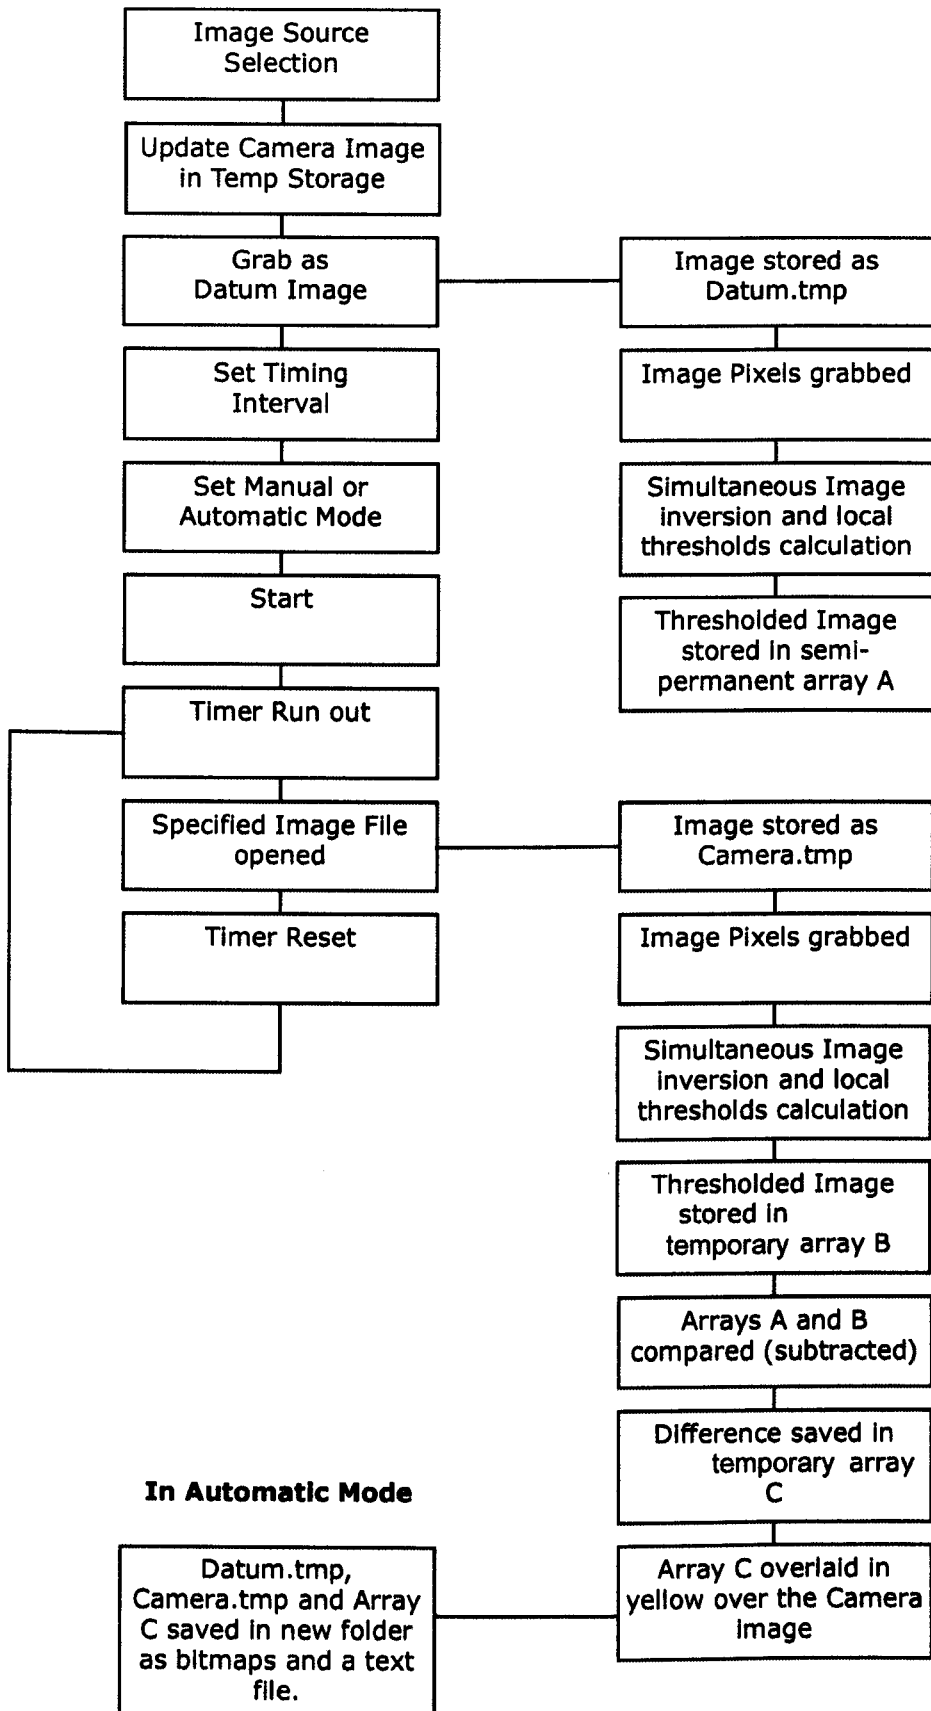 Image Source
Selection
Update Camera Image
in Temp Storage
Grab as
Datum Image
Image stored as
Datum.tmp
Set Timing
Interval
Image Pixels grabbed
Set Manual or
Automatic Mode
Simultaneous Image
inversion and local
thresholds calculation
Start
Thresholded Image
stored in semi-
permanent array A
Timer Run out
Specified Image File
opened
Image stored as
Camera.tmp
Timer Reset
Image Pixels grabbed
Simultaneous Image
inversion and local
thresholds calculation
Thresholded Image
stored in
temporary array B
Arrays A and B
compared (subtracted)
Difference saved in
temporary array
C
In Automatic Mode
Array C overlaid in
yellow over the Camera
image
Datum.tmp,
Camera.tmp and Array
C saved in new folder
as bitmaps and a text
file.